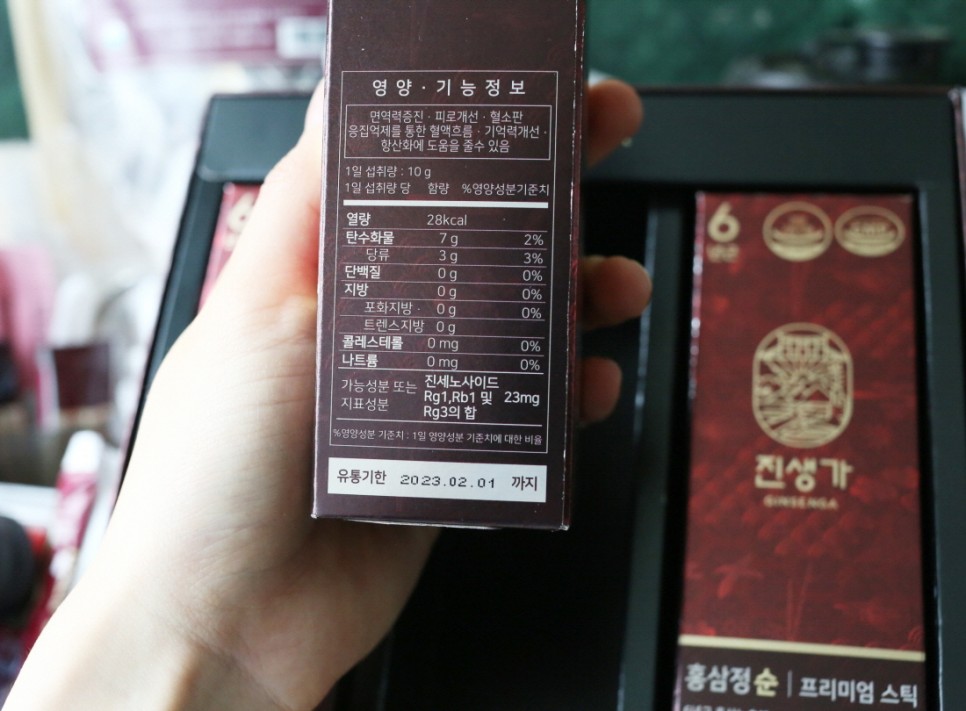 영양·기능정보
면역력증진 · 피로개선 · 혈소판
응집억제를 통한 혈액흐름 · 기억력개선 ·
항산화에 도움을 줄수 있음
1일 섭취량 : 10 g
1일 섭취량 당 함량 %영양성분기준치
열량 28kcal
탄수화물 7 g 2%
당류 3 g 3%
단백질 0 g 0%
지방 0 g 0%
포화지방 0 g 0%
트렌스지방 0 g
콜레스테롤 0 mg 0%
나트륨 0 mg 0%
가능성분 또는 지표성분 진세노사이드
Rg1,Rb1 및 23mg
Rg3의 합
%영양성분 기준치 : 1일 영양성분 기준치에 대한 비율
유통기한 2023.02.01 까지
6
6
진생가
GINSENGA
홍삼정순 | 프리미엄 스틱